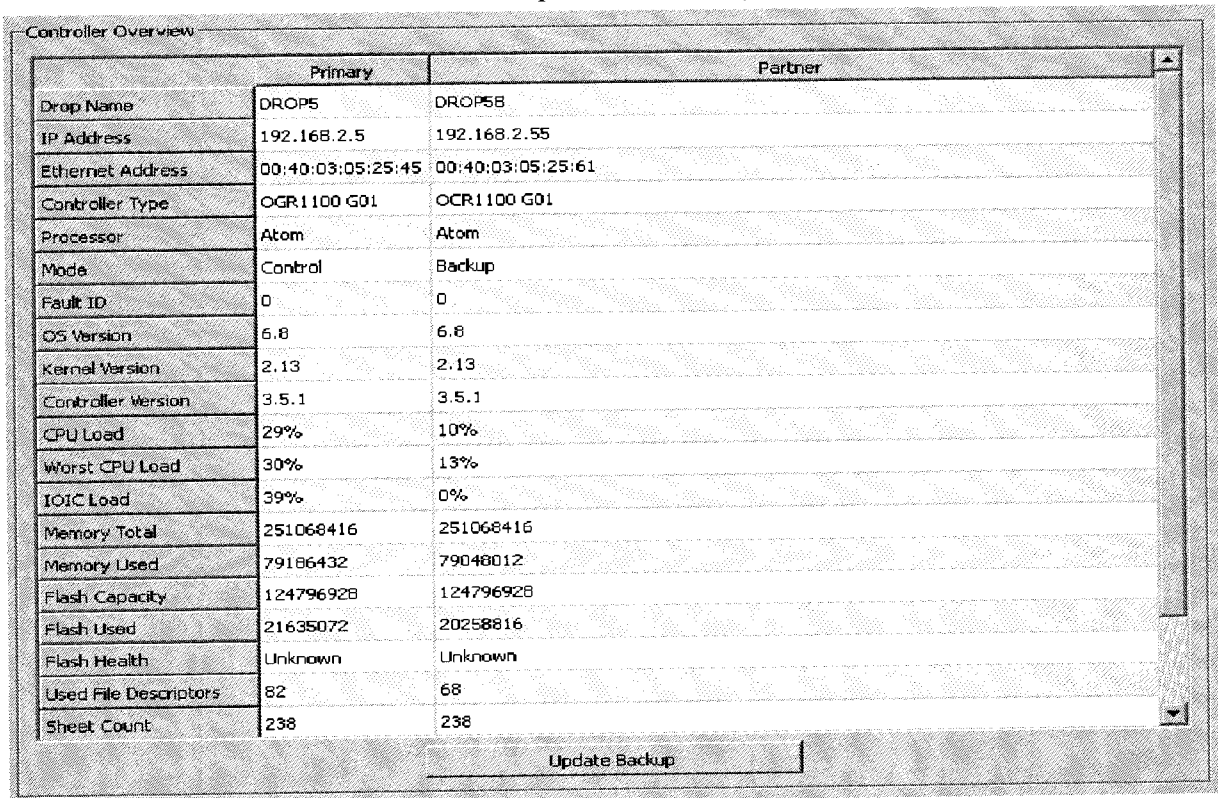 Controller Overview
Primary Partner
Drop Name DROP5 DROP5B
IP Address 192.168.2.5 192.168.2.55
Ethernet Address 00:40:03:05:25:45 00:40:03:05:25:61
Controller Type OGR1100 G01 OCR1100 G01
Processor Atom Atom
Mode Control Backup
Fault ID 0 0
OS Version 6.8 6.8
Kernel Version 2.13 2.13
Controller Version 3.5.1 3.5.1
CPU Load 29% 10%
Worst CPU Load 30% 13%
IOIC Load 39% 0%
Memory Total 251068416 251068416
Memory Used 79186432 79048012
Flash Capacity 124796928 124796928
Flash Used 21635072 20258816
Flash Health Unknown Unknown
Used File Descriptors 82 68
Sheet Count 238 238
Update Backup